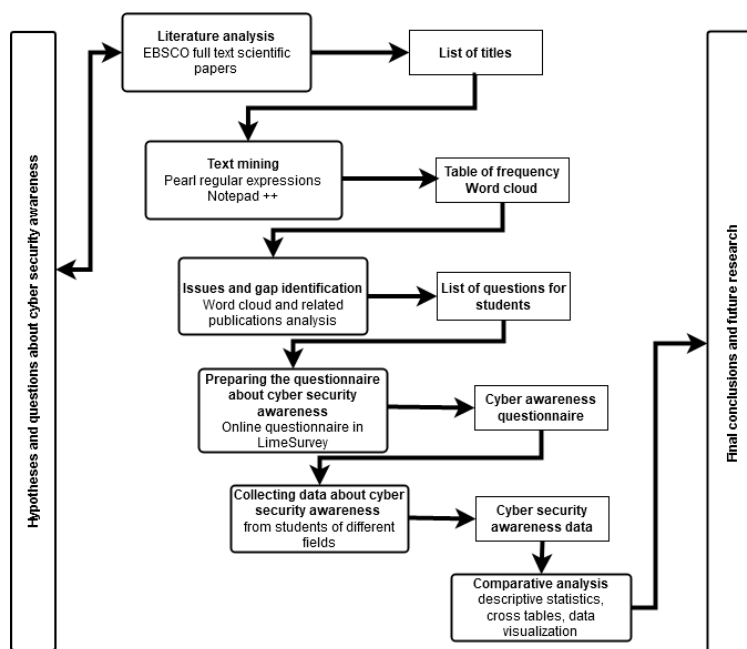 Hypotheses and questions about cyber security awareness
Literature analysis
EBSCO full text scientific
papers
List of titles
Text mining
Pearl regular expressions
Notepad ++
Table of frequency
Word cloud
Issues and gap identification
Word cloud and related
publications analysis
List of questions for
students
Preparing the questionnaire
about cyber security
awareness
Online questionnaire in
LimeSurvey
Cyber awareness
questionnaire
Collecting data about cyber
security awareness
from students of different
fields
Cyber security
awareness data
Comparative analysis
descriptive statistics,
cross tables, data
visualization
Final conclusions and future research